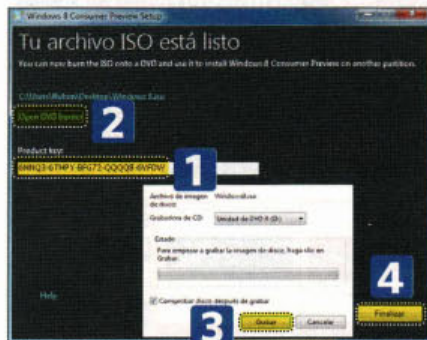 Windows 8 Consumer Preview Setup
Tu archivo ISO está listo
You can now burn the ISO onto a DVD and use it to install Windows 8 Consumer Preview on another partition.
2
Product key:
1
Archivo de imagen de disco:
Grabadora de CD: Unidad de DVD R (D:)
Estado
Para empezar a grabar la imagen de disco, haga clic en Grabar.
Comprobar disco después de grabar
3
Grabar
Cancelar
Help
4
Finalizar